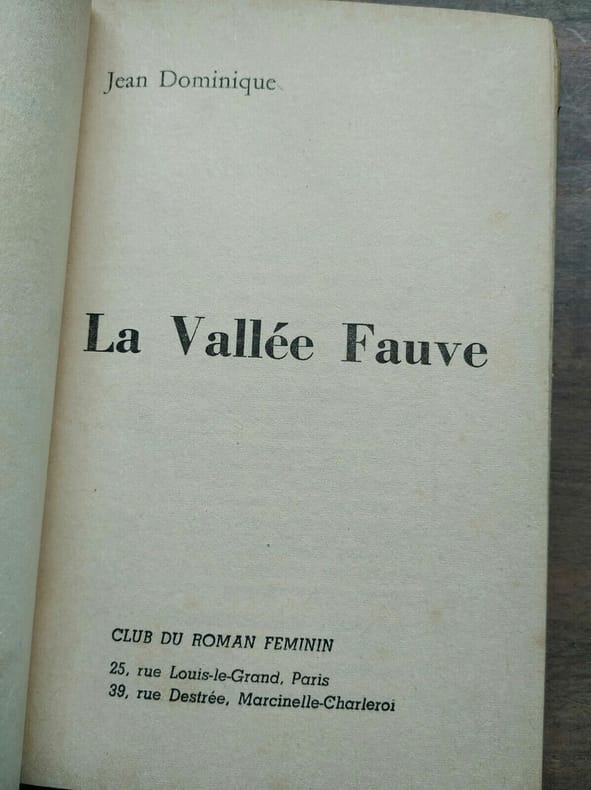 Jean Dominique
La Vallée Fauve
CLUB DU ROMAN FEMININ
25, rue Louis-le-Grand, Paris
39, rue Destrée, Marcinelle-Charleroi